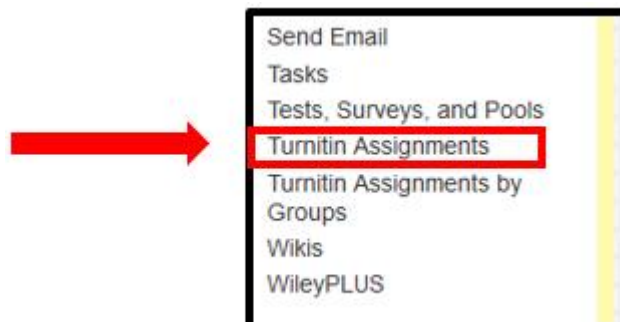 Send Email
Tasks
Tests, Surveys, and Pools
Turnitin Assignments
Turnitin Assignments by
Groups
Wikis
WileyPLUS